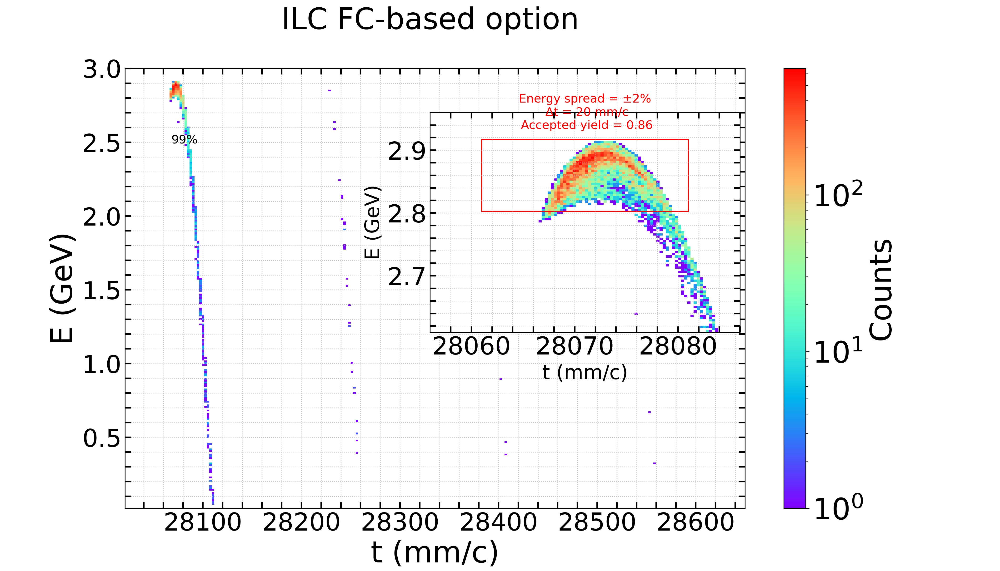 ILC FC-based option
3.0
2.5
2.0
1.5
1.0
0.5
E (GeV)
99%
Energy spread = ±2%
Δt = 20 mm/c
Accepted yield = 0.86
2.9
2.8
2.7
E (GeV)
28060 28070 28080
t (mm/c)
28100 28200 28300 28400 28500 28600
t (mm/c)
10²
10¹
10⁰
Counts